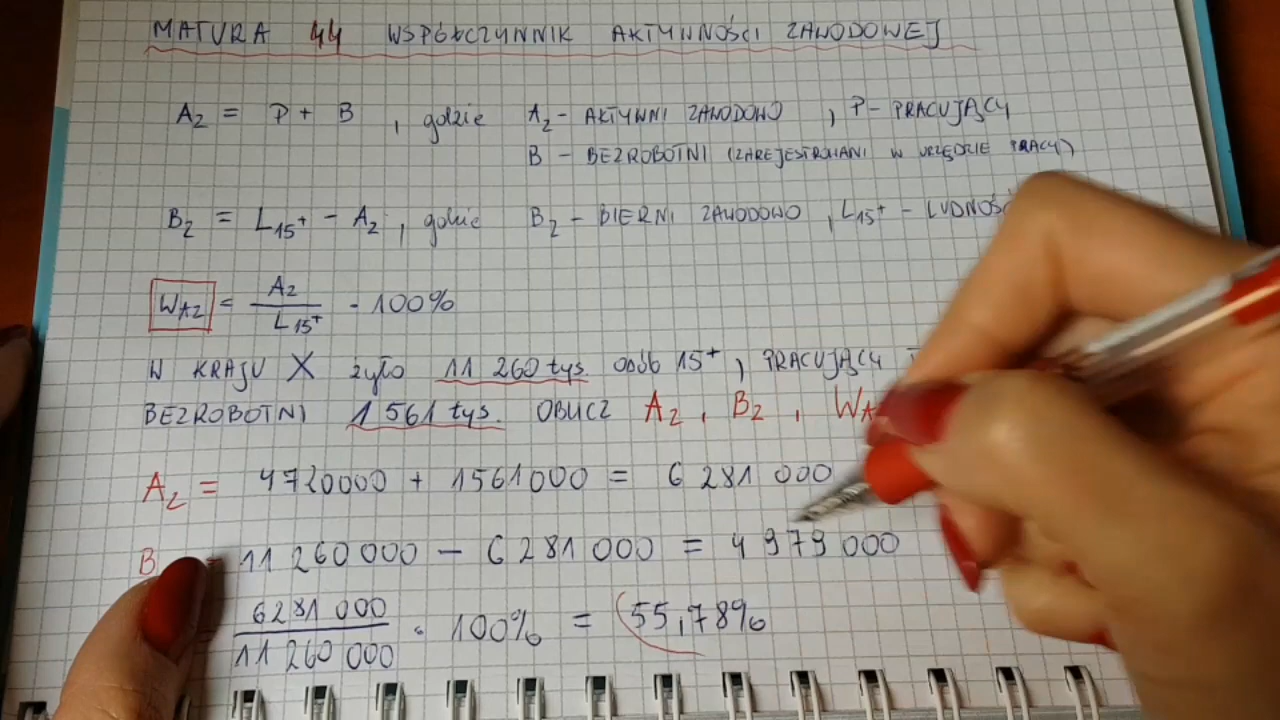 MATURA 44 WSPÓŁCZYNNIK AKTYWNOŚCI ZAWODOWEJ
AZ = P + B , gdzie AZ - AKTYWNI ZAWODOWO , P - PRACUJĄCY
B - BEZROBOTNI (ZAREJESTROWANI W URZĘDZIE PRACY)
BZ = L15+ - AZ , gdzie BZ - BIERNI ZAWODOWO , L15+ - LUDNOŚĆ
WAZ = AZ / L15+ · 100%
W KRAJU X żyło 11 260 tys. osób 15+ , PRACUJĄCY
BEZROBOTNI 1 561 tys. OBLICZ AZ , BZ , WA
AZ = 4720000 + 1561000 = 6 281 000
B = 11 260 000 - 6 281 000 = 4 979 000
6281 000 / 11 260 000 · 100% = 55,78%